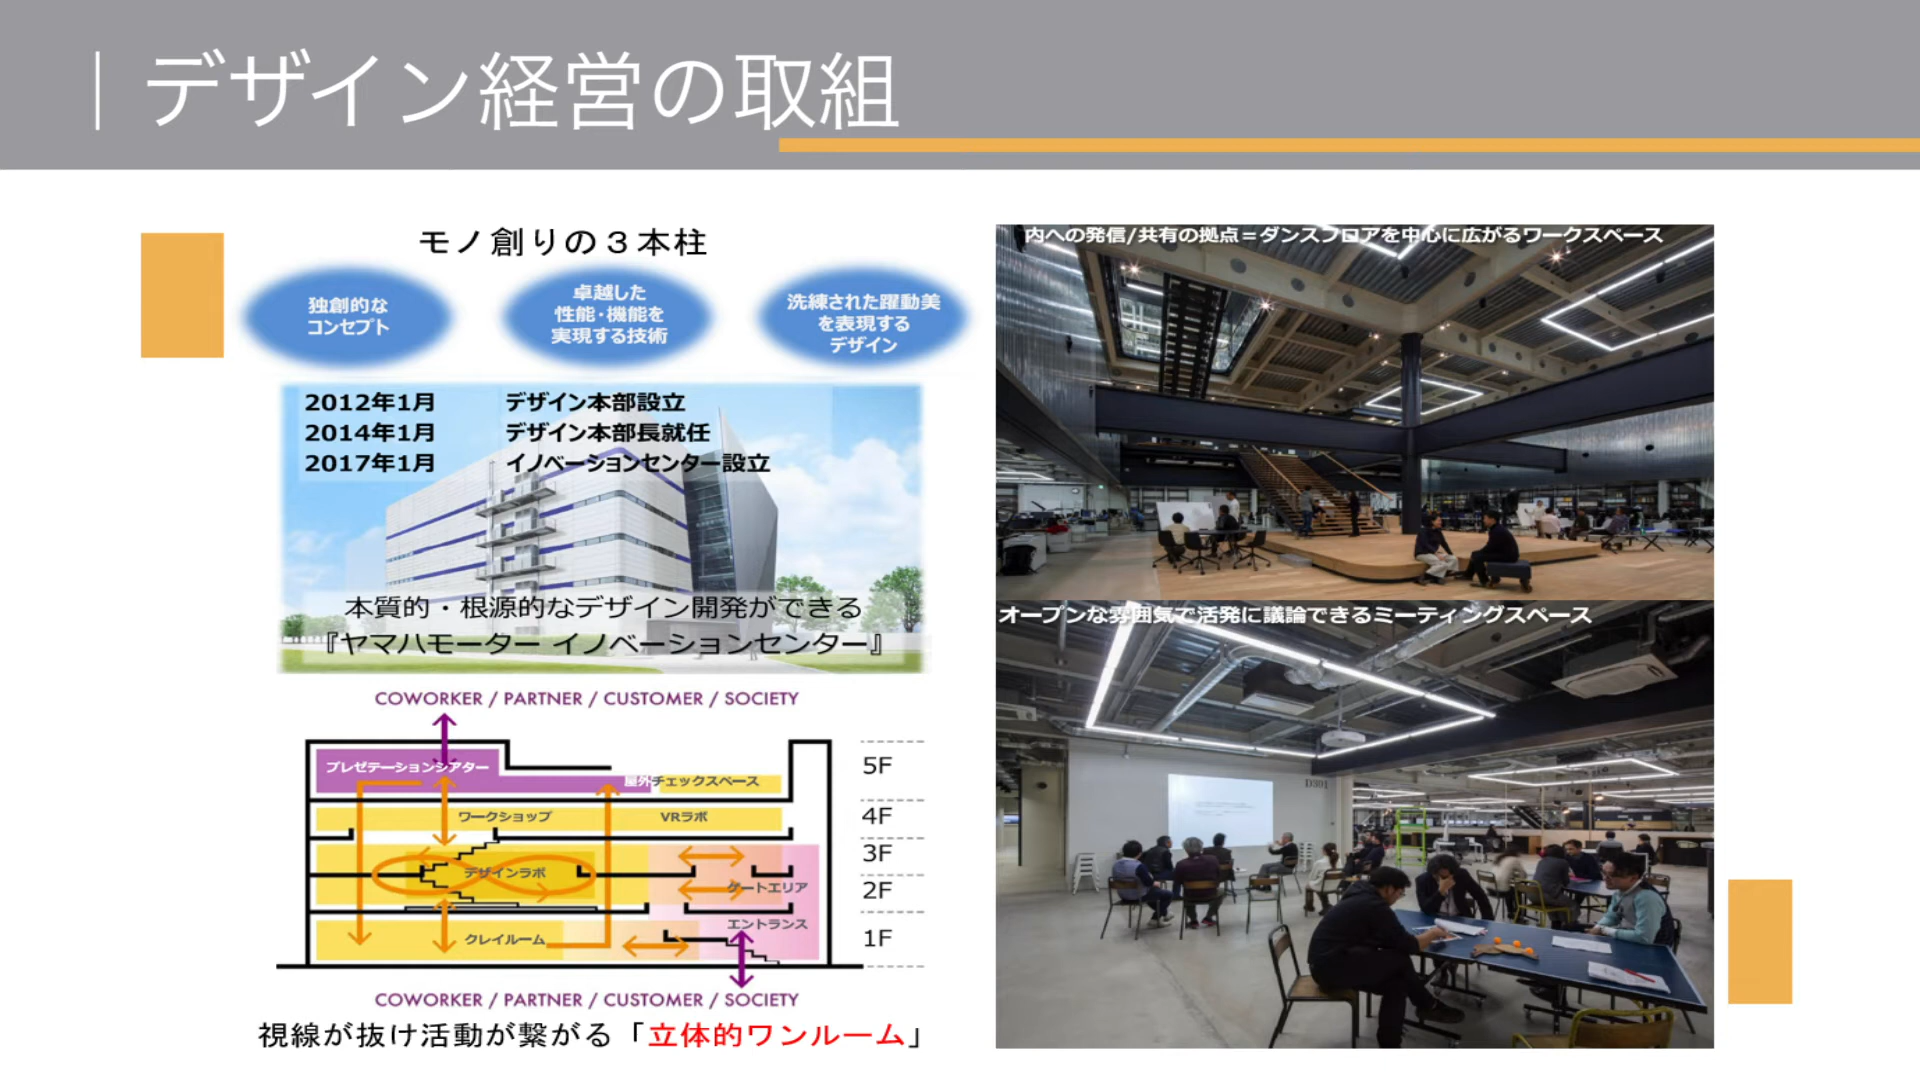 デザイン経営の取組
モノ創りの３本柱
独創的な
コンセプト
卓越した
性能・機能を
実現する技術
洗練された躍動美
を表現する
デザイン
2012年1月 デザイン本部設立
2014年1月 デザイン本部長就任
2017年1月 イノベーションセンター設立
本質的・根源的なデザイン開発ができる
『ヤマハモーター イノベーションセンター』
COWORKER / PARTNER / CUSTOMER / SOCIETY
プレゼテーションシアター
屋外チェックスペース
5F
ワークショップ
VRラボ
4F
3F
デザインラボ
ゲートエリア
2F
エントランス
クレイルーム
1F
COWORKER / PARTNER / CUSTOMER / SOCIETY
視線が抜け活動が繋がる「立体的ワンルーム」
内への発信/共有の拠点＝ダンスフロアを中心に広がるワークスペース
オープンな雰囲気で活発に議論できるミーティングスペース
D301